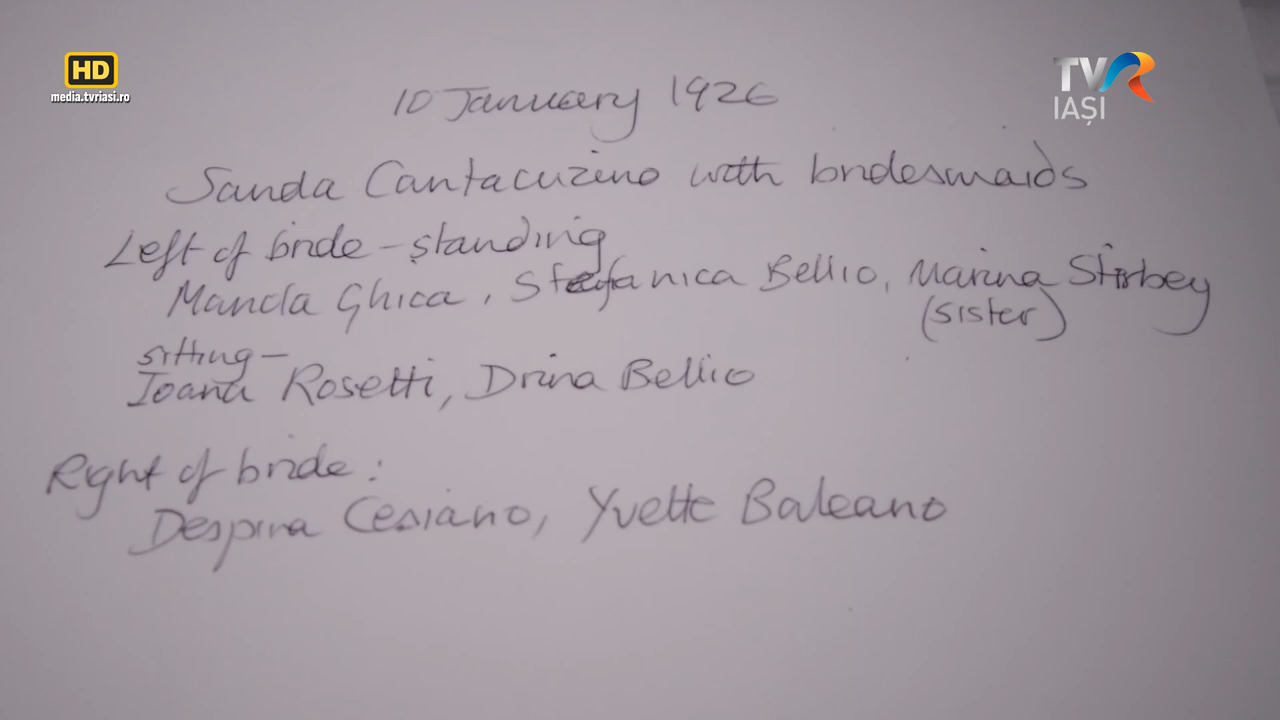 HD
media.tvriasi.ro
TVR
IAȘI
10 January 1926
Sanda Cantacuzino with bridesmaids
Left of bride - standing
Manda Ghica, Stefanica Bellio, Marina Stirbey
(sister)
sitting -
Ioana Rosetti, Drina Bellio
Right of bride:
Despina Cesiano, Yvette Baleano